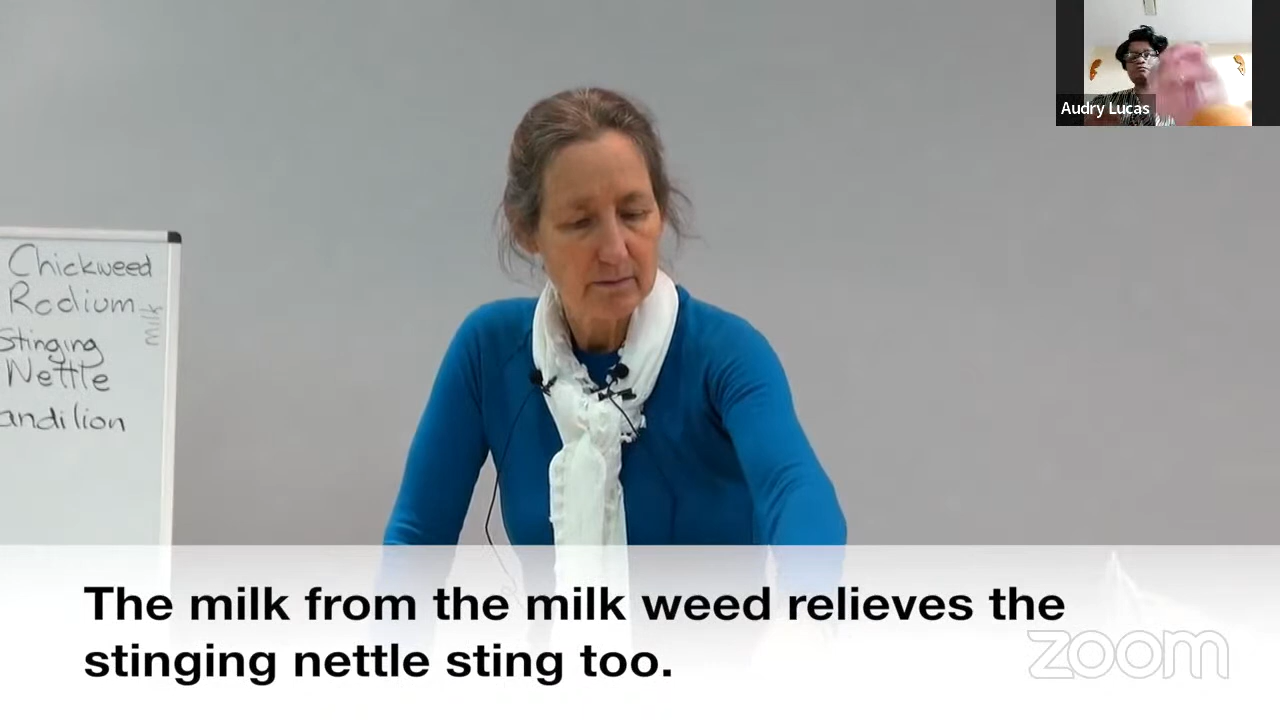 Audry Lucas
Chickweed
Radium
milk
Stinging
Nettle
andilion
The milk from the milk weed relieves the
stinging nettle sting too.
zoom